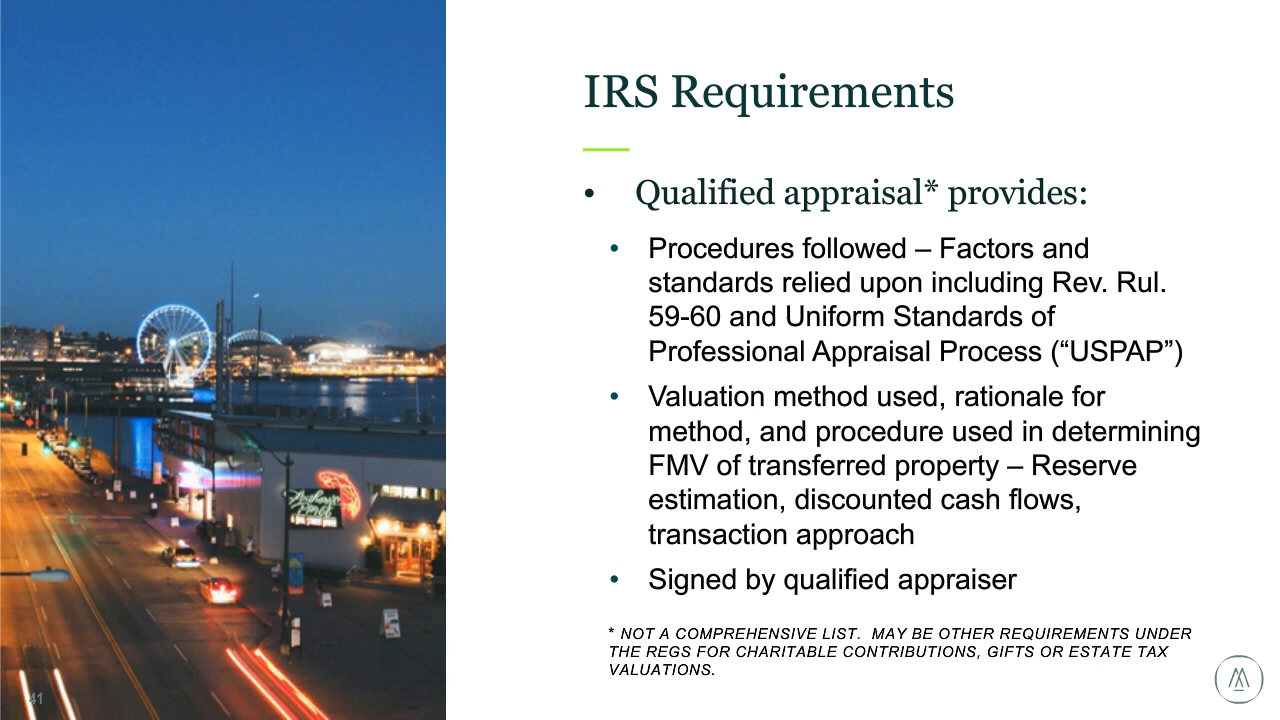 IRS Requirements
• Qualified appraisal* provides:
• Procedures followed – Factors and
standards relied upon including Rev. Rul.
59-60 and Uniform Standards of
Professional Appraisal Process (“USPAP”)
• Valuation method used, rationale for
method, and procedure used in determining
FMV of transferred property – Reserve
estimation, discounted cash flows,
transaction approach
• Signed by qualified appraiser
* NOT A COMPREHENSIVE LIST.  MAY BE OTHER REQUIREMENTS UNDER
THE REGS FOR CHARITABLE CONTRIBUTIONS, GIFTS OR ESTATE TAX
VALUATIONS.
41